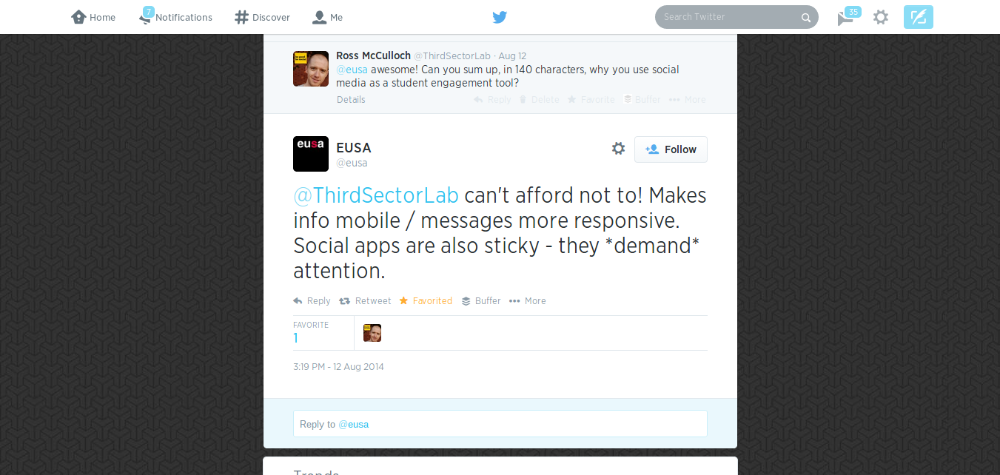 Home 7 Notifications Discover Me Search Twitter 35
Ross McCulloch @ThirdSectorLab · Aug 12
@eusa awesome! Can you sum up, in 140 characters, why you use social
media as a student engagement tool?
Details Reply Delete Favorite Buffer More
eusa
EUSA
@eusa
Follow
@ThirdSectorLab can't afford not to! Makes
info mobile / messages more responsive.
Social apps are also sticky - they *demand*
attention.
Reply Retweet Favorited Buffer More
FAVORITE
1
3:19 PM - 12 Aug 2014
Reply to @eusa
Trends